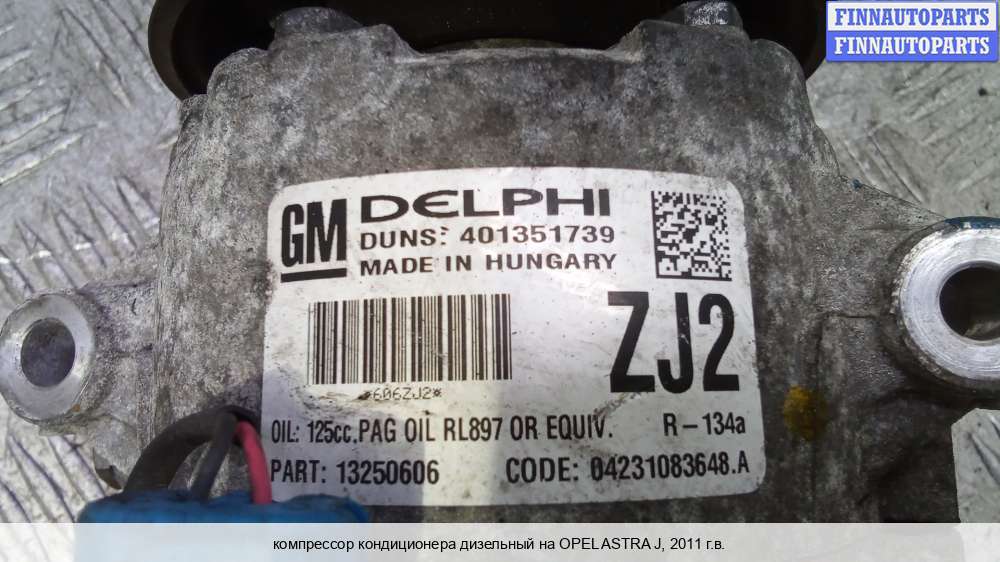 FINNAUTOPARTS
FINNAUTOPARTS
GM DELPHI
DUNS: 401351739
MADE IN HUNGARY
ZJ2
*606ZJ2*
OIL: 125cc.PAG OIL RL897 OR EQUIV. R-134a
PART: 13250606 CODE: 04231083648.A
компрессор кондиционера дизельный на OPEL ASTRA J, 2011 г.в.